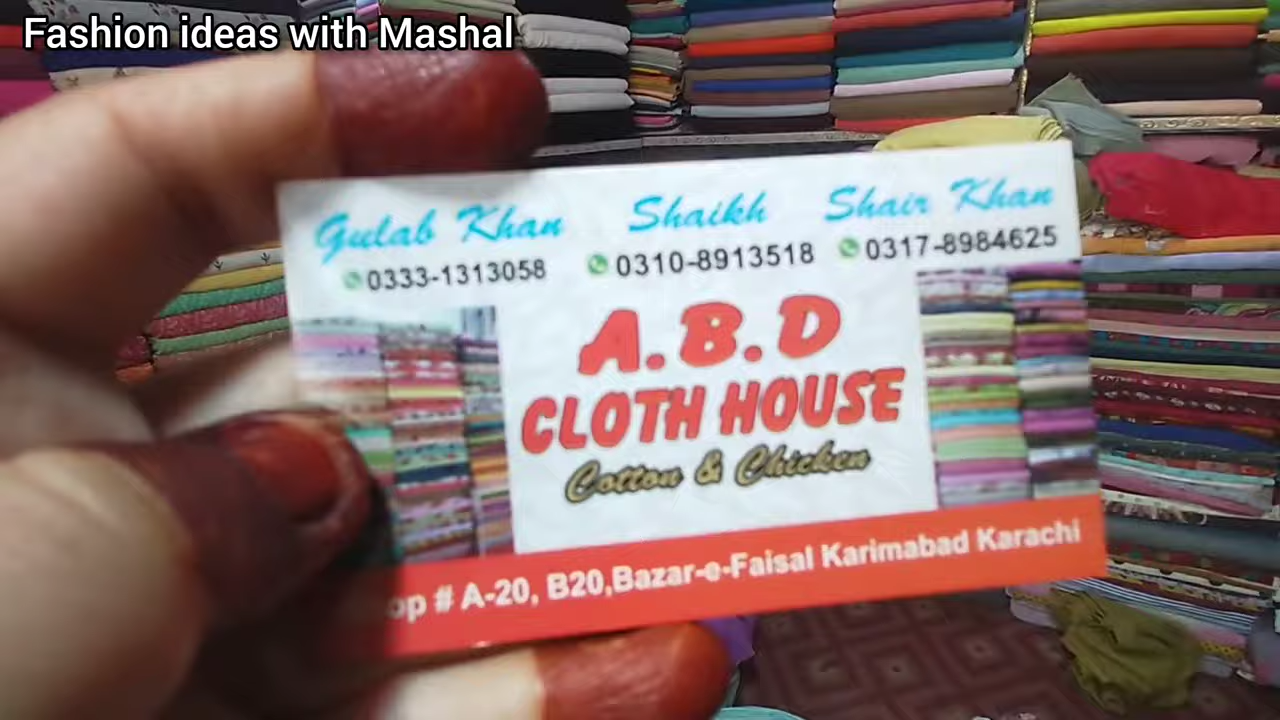 Fashion ideas with Mashal
Gulab Khan Shaikh Shair Khan
0333-1313058 0310-8913518 0317-8984625
A.B.D
CLOTH HOUSE
Cotton & Chicken
op # A-20, B20,Bazar-e-Faisal Karimabad Karachi